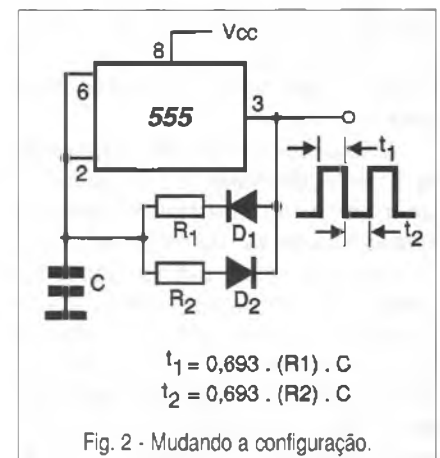 Vcc
8
6
555
3
2
t1
R1
D1
t2
C
R2
D2
t1 = 0,693 . (R1) . C
t2 = 0,693 . (R2) . C
Fig. 2 - Mudando a configuração.